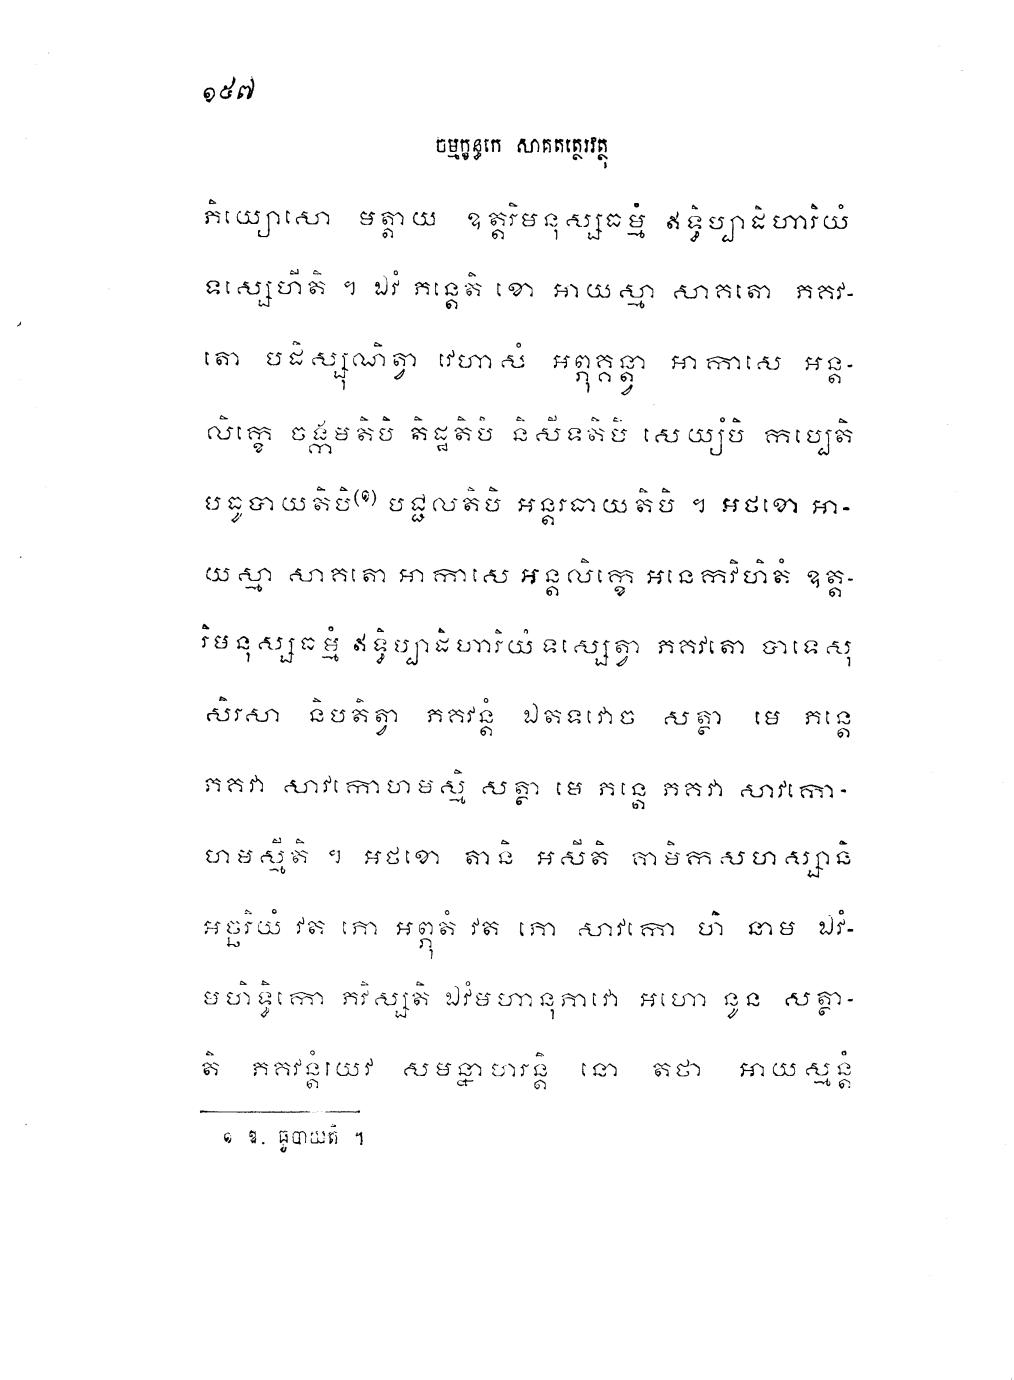 ១៥៧
ចម្មក្ខន្ធកេ សាគតត្ថេរវត្ថុ
ភិយ្យោសោ មត្តាយ ឧត្តរិមនុស្សធម្មំ ឥទ្ធិប្បាដិហារិយំ
ទស្សេហីតិ ។ ឯវំ ភន្តេតិ ខោ អាយស្មា សាគតោ ភគវ-
តោ បដិស្សុណិត្វា វេហាសំ អព្ភុគ្គន្ត្វា អាកាសេ អន្ត-
លិក្ខេ ចង្កមតិបិ តិដ្ឋតិបិ និសីទតិបិ សេយ្យំបិ កប្បេតិ
បធូបាយតិបិ(១) បជ្ជលតិបិ អន្តរធាយតិបិ ។ អថខោ អា-
យស្មា សាគតោ អាកាសេ អន្តលិក្ខេ អនេកវិហិតំ ឧត្ត-
រិមនុស្សធម្មំ ឥទ្ធិប្បាដិហារិយំ ទស្សេត្វា ភគវតោ បាទេសុ
សិរសា និបតិត្វា ភគវន្តំ ឯតទវោច សត្ថា មេ ភន្តេ
ភគវា សាវកោហមស្មិ សត្ថា មេ ភន្តេ ភគវា សាវកោ-
ហមស្មីតិ ។ អថខោ តានិ អសីតិ គាមិកសហស្សានិ
អច្ឆរិយំ វត ភោ អព្ភុតំ វត ភោ សាវកោ ហិ នាម ឯវំ-
មហិទ្ធិកោ ភវិស្សតិ ឯវំមហានុភាវោ អហោ នូន សត្ថា-
តិ ភគវន្តំយេវ សមន្នាហរន្តិ នោ តថា អាយស្មន្តំ
១ ឱ. ធូបាយតិ ។